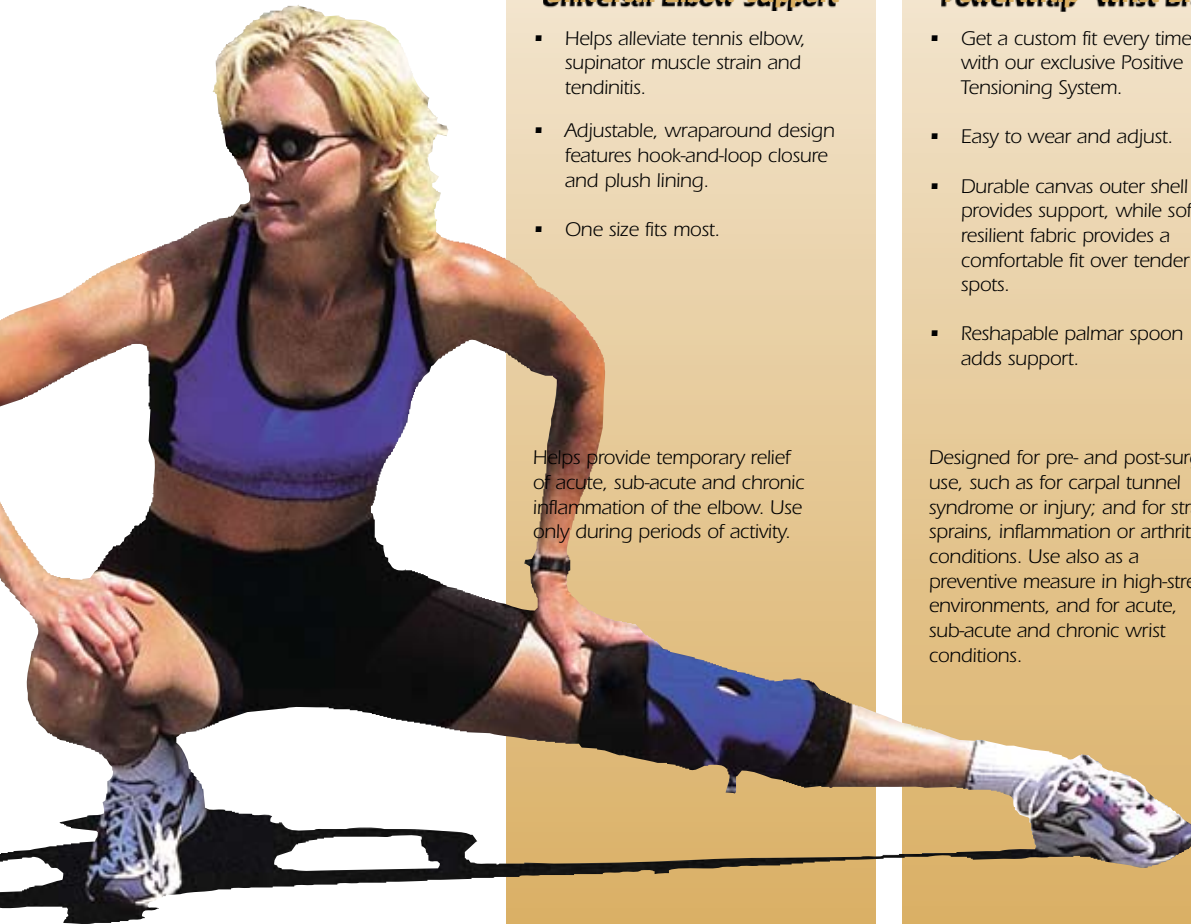 Universal Elbow Support
▪ Helps alleviate tennis elbow,
supinator muscle strain and
tendinitis.
▪ Adjustable, wraparound design
features hook-and-loop closure
and plush lining.
▪ One size fits most.
Helps provide temporary relief
of acute, sub-acute and chronic
inflammation of the elbow. Use
only during periods of activity.
PowerWrap Wrist
▪ Get a custom fit every time
with our exclusive Positive
Tensioning System.
▪ Easy to wear and adjust.
▪ Durable canvas outer shell
provides support, while
resilient fabric provides a
comfortable fit over tender
spots.
▪ Reshapable palmar spoon
adds support.
Designed for pre- and
use, such as for carpal tunnel
syndrome or injury; and for
sprains, inflammation or
conditions. Use also as a
preventive measure in
environments, and for acute,
sub-acute and chronic wrist
conditions.